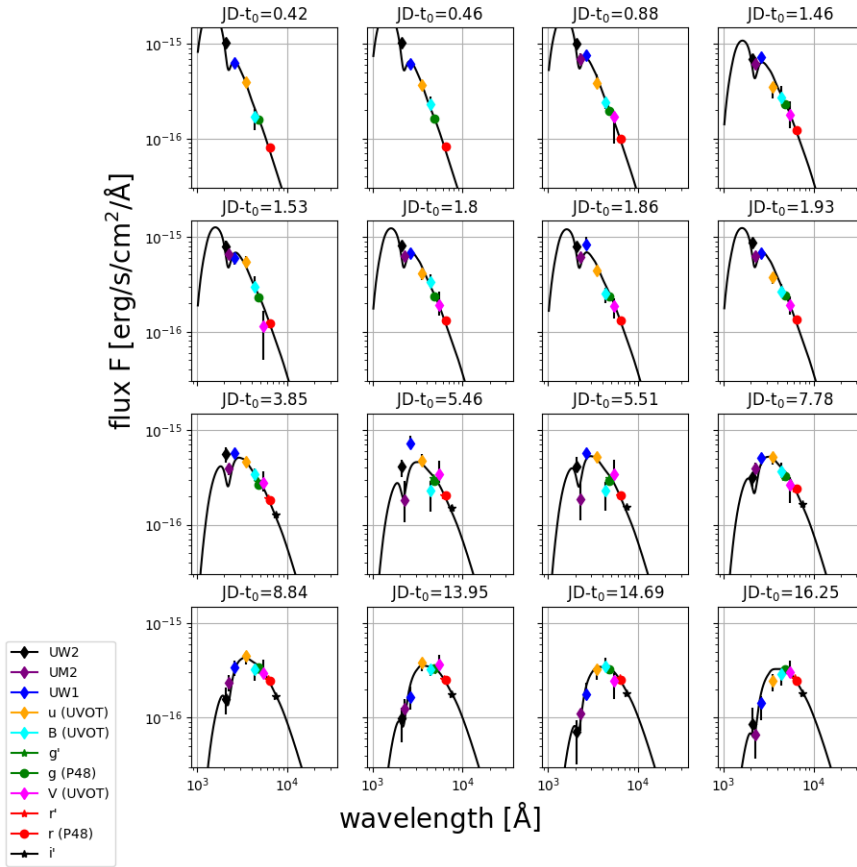 JD-t₀=0.42 JD-t₀=0.46 JD-t₀=0.88 JD-t₀=1.46
10⁻¹⁵
10⁻¹⁶
JD-t₀=1.53 JD-t₀=1.8 JD-t₀=1.86 JD-t₀=1.93
10⁻¹⁵
10⁻¹⁶
flux F [erg/s/cm²/Å]
JD-t₀=3.85 JD-t₀=5.46 JD-t₀=5.51 JD-t₀=7.78
10⁻¹⁵
10⁻¹⁶
JD-t₀=8.84 JD-t₀=13.95 JD-t₀=14.69 JD-t₀=16.25
10⁻¹⁵
10⁻¹⁶
10³ 10⁴ 10³ 10⁴ 10³ 10⁴ 10³ 10⁴
wavelength [Å]
UW2
UM2
UW1
u (UVOT)
B (UVOT)
g'
g (P48)
V (UVOT)
r'
r (P48)
i'